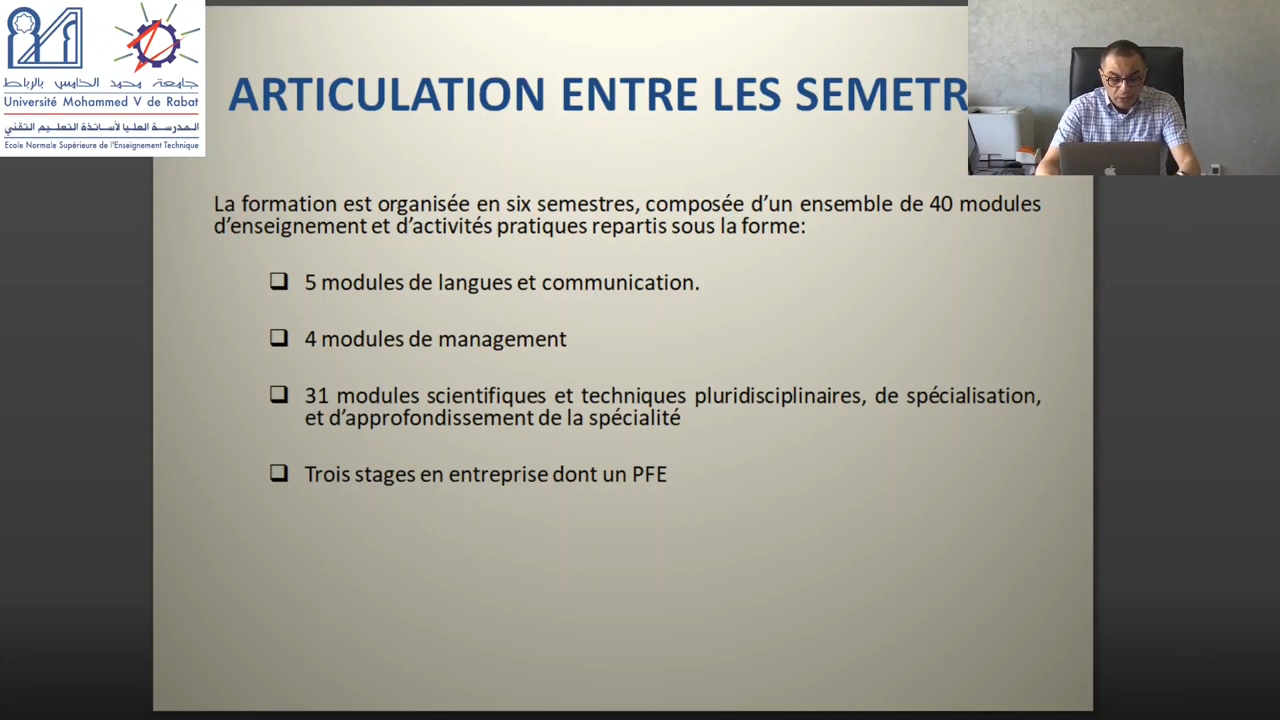 جامعة محمد الخامس بالرباط
Université Mohammed V de Rabat
المدرسة العليا لأساتذة التعليم التقني
Ecole Normale Supérieure de l'Enseignement Technique
ARTICULATION ENTRE LES SEMETR
La formation est organisée en six semestres, composée d'un ensemble de 40 modules
d'enseignement et d'activités pratiques repartis sous la forme:
5 modules de langues et communication.
4 modules de management
31 modules scientifiques et techniques pluridisciplinaires, de spécialisation,
et d'approfondissement de la spécialité
Trois stages en entreprise dont un PFE